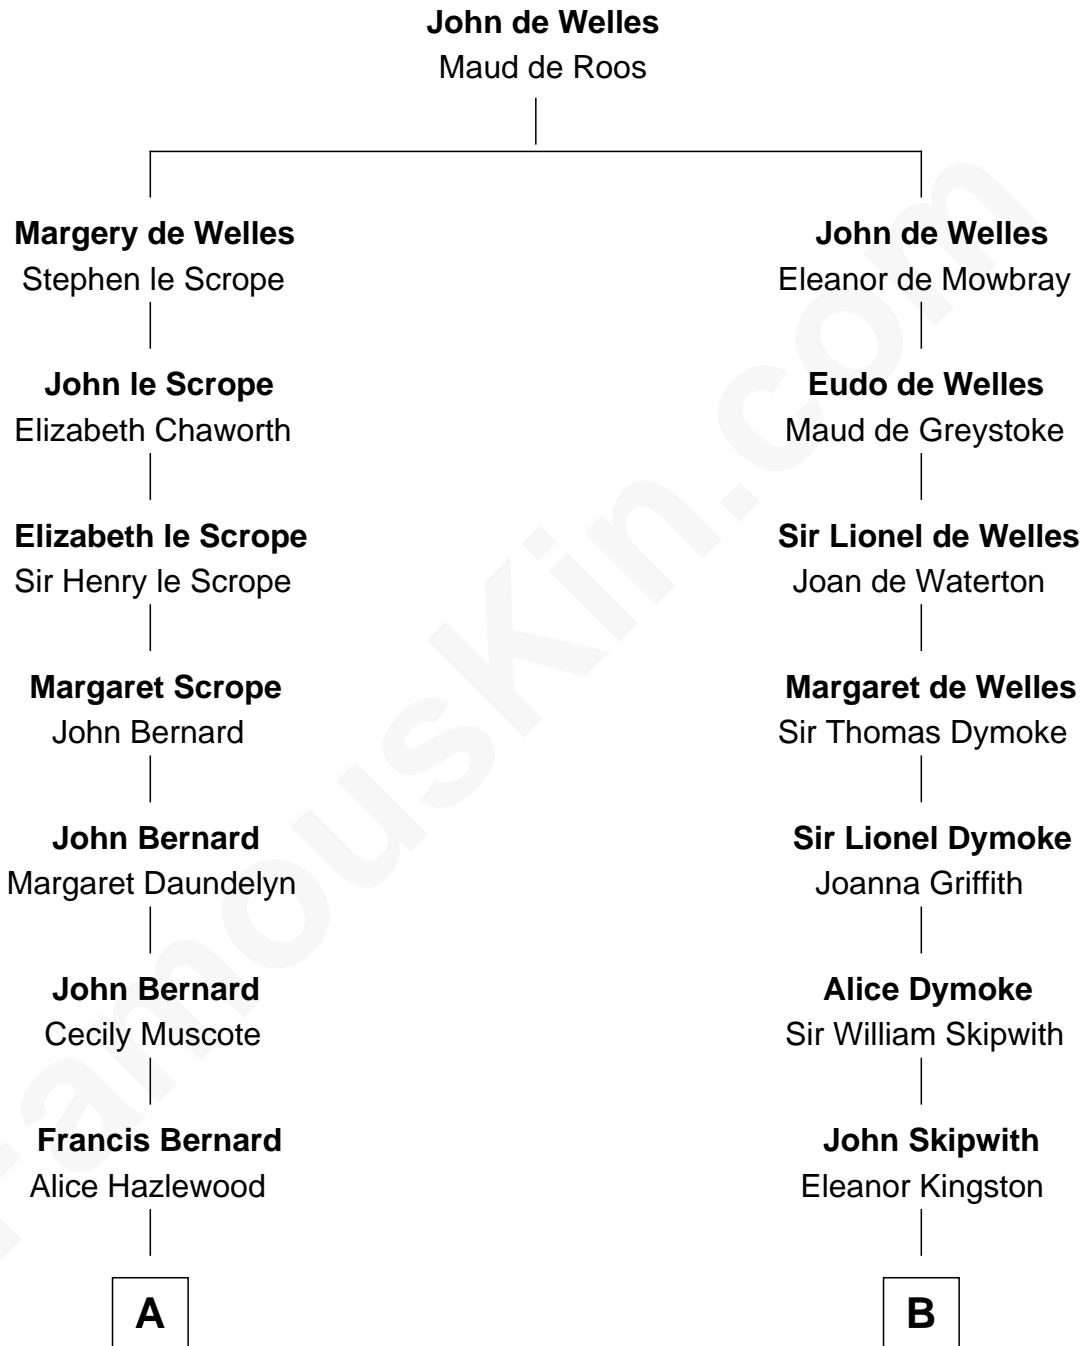 John de Welles
Maud de Roos
Margery de Welles
Stephen le Scrope
John de Welles
Eleanor de Mowbray
John le Scrope
Elizabeth Chaworth
Eudo de Welles
Maud de Greystoke
Elizabeth le Scrope
Sir Henry le Scrope
Sir Lionel de Welles
Joan de Waterton
Margaret Scrope
John Bernard
Margaret de Welles
Sir Thomas Dymoke
John Bernard
Margaret Daundelyn
Sir Lionel Dymoke
Joanna Griffith
John Bernard
Cecily Muscote
Alice Dymoke
Sir William Skipwith
Francis Bernard
Alice Hazlewood
John Skipwith
Eleanor Kingston
A
B
FamousKin.com